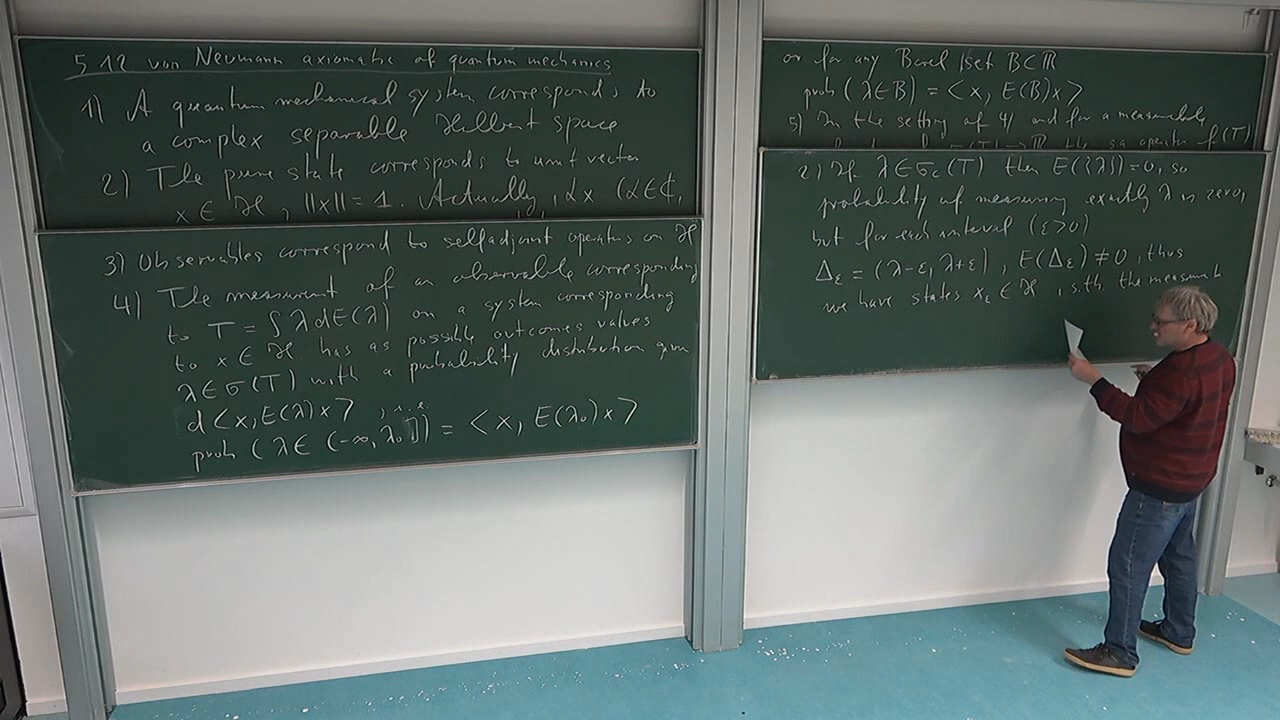 5.12 von Neumann axiomatic of quantum mechanics
1) A quantum mechanical system corresponds to
a complex separable Hilbert space
2) The pure state corresponds to unit vector
x ∈ ℋ, ||x|| = 1. Actually, αx (α∈ℂ,
3) Observables correspond to selfadjoint operators on ℋ
4) The measurment of an observable corresponding
to T = ∫ λ dE(λ) on a system corresponding
to x ∈ ℋ has as possible outcomes values
λ ∈ σ(T) with a probability distribution given
d<x, E(λ)x>, i.e.
prob (λ ∈ (-∞, λ₀]) = <x, E(λ₀)x>
or for any Borel set B⊂ℝ
prob (λ∈B) = <x, E(B)x>
5) In the setting of 4) and for a measurable
σ(T) → ℝ the s.a. operator f(T)
2) If λ ∈ σc(T) then E({λ}) = 0, so
probability of measuring exactly λ is zero,
but for each interval (ε>0)
Δε = (λ-ε, λ+ε), E(Δε) ≠ 0, thus
we have states xε ∈ ℋ, s.th. the measurment